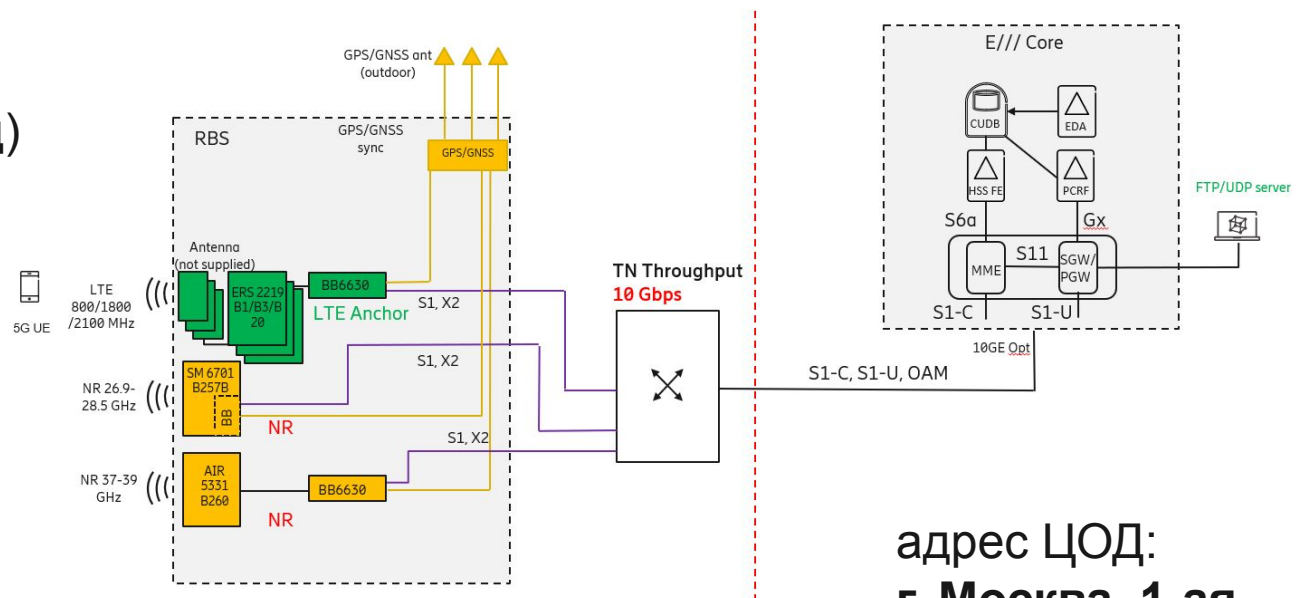 E/// Core
GPS/GNSS ant
(outdoor)
GPS/GNSS
sync
RBS
GPS/GNSS
CUDB
EDA
HSS FE
PCRF
FTP/UDP server
S6a
Gx
S11
MME
SGW/
PGW
S1-C
S1-U
10GE Opt
Antenna
(not supplied)
ERS 2219
B1/B3/B
20
BB6630
LTE Anchor
S1, X2
LTE
800/1800
/2100 MHz
5G UE
TN Throughput
10 Gbps
S1, X2
SM 6701
B257B
BB
NR 26.9-
28.5 GHz
NR
S1-C, S1-U, OAM
S1, X2
NR 37-39
GHz
AIR
5331
B260
BB6630
NR
адрес ЦОД:
г. Москва, 1-ая